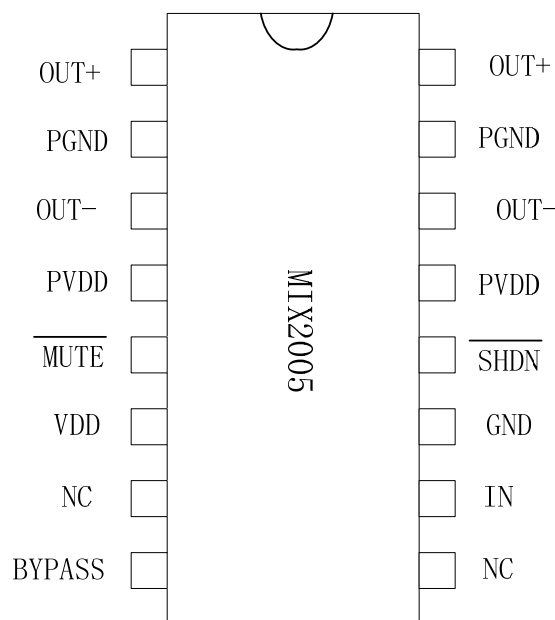 OUT+
OUT+
PGND
PGND
OUT-
OUT-
PVDD
PVDD
MIX2005
MUTE
SHDN
VDD
GND
NC
IN
BYPASS
NC